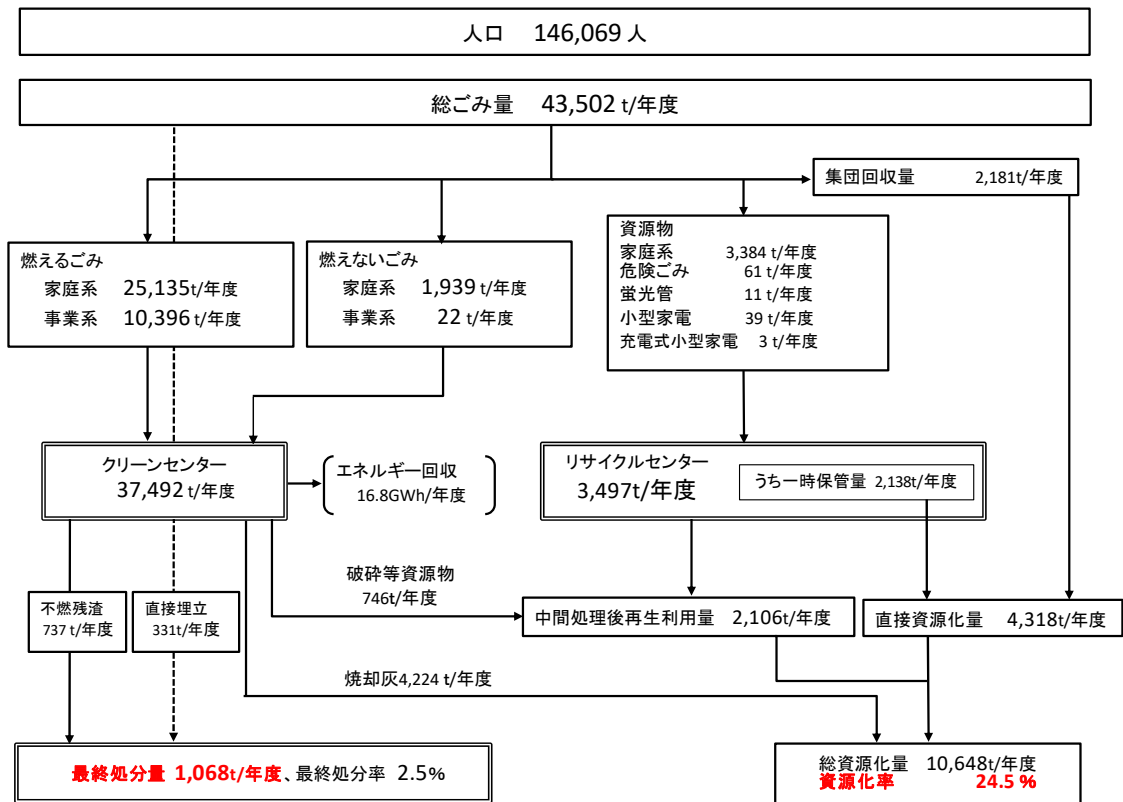 人口 146,069 人
総ごみ量 43,502 t/年度
集団回収量 2,181t/年度
燃えるごみ
家庭系 25,135t/年度
事業系 10,396 t/年度
燃えないごみ
家庭系 1,939 t/年度
事業系 22 t/年度
資源物
家庭系 3,384 t/年度
危険ごみ 61 t/年度
蛍光管 11 t/年度
小型家電 39 t/年度
充電式小型家電 3 t/年度
クリーンセンター
37,492 t/年度
エネルギー回収
16.8GWh/年度
リサイクルセンター
3,497t/年度
うち一時保管量 2,138t/年度
破砕等資源物
746t/年度
不燃残渣
737 t/年度
直接埋立
331t/年度
中間処理後再生利用量 2,106t/年度
直接資源化量 4,318t/年度
焼却灰4,224 t/年度
最終処分量 1,068t/年度、最終処分率 2.5%
総資源化量 10,648t/年度
資源化率 24.5 %